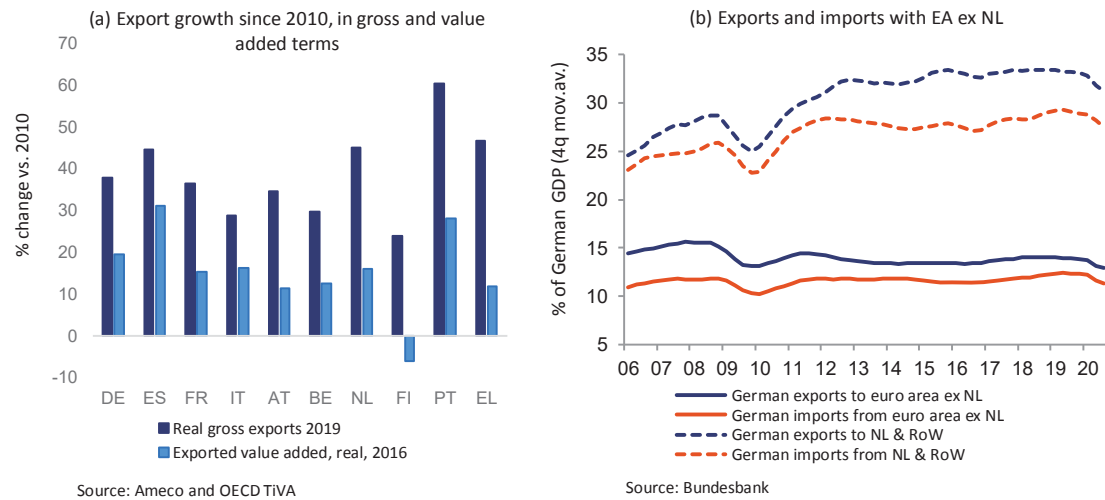 (a) Export growth since 2010, in gross and value
added terms
% change vs. 2010
70
60
50
40
30
20
10
0
-10
DE ES FR IT AT BE NL FI PT EL
Real gross exports 2019
Exported value added, real, 2016
Source: Ameco and OECD TiVA
(b) Exports and imports with EA ex NL
% of German GDP (4q mov.av.)
35
30
25
20
15
10
5
06 07 08 09 10 11 12 13 14 15 16 17 18 19 20
German exports to euro area ex NL
German imports from euro area ex NL
German exports to NL & RoW
German imports from NL & RoW
Source: Bundesbank